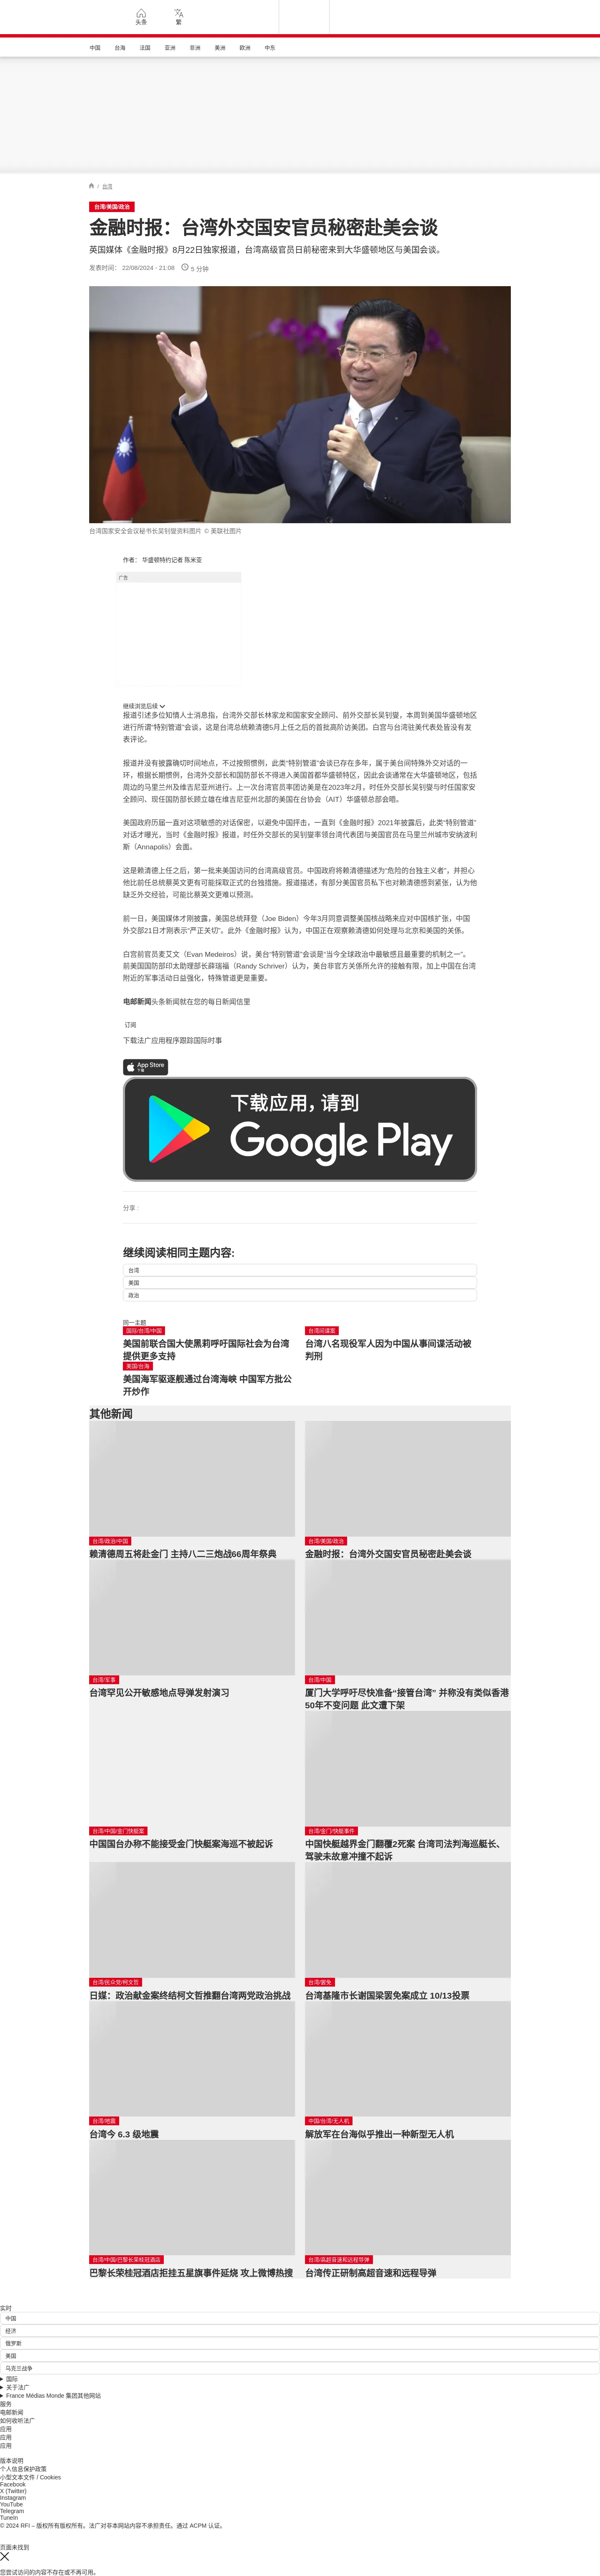 头条
繁
中国 台海 法国 亚洲 非洲 美洲 欧洲 中东
/ 台湾
台湾/美国/政治
金融时报：台湾外交国安官员秘密赴美会谈
英国媒体《金融时报》8月22日独家报道，台湾高级官员日前秘密来到大华盛顿地区与美国会谈。
发表时间： 22/08/2024 - 21:08 5 分钟
台湾国家安全会议秘书长吴钊燮资料图片 © 美联社图片
作者： 华盛顿特约记者 陈米亚
广告
继续浏览后续
报道引述多位知情人士消息指，台湾外交部长林家龙和国家安全顾问、前外交部长吴钊燮，本周到美国华盛顿地区
进行所谓“特别管道”会谈，这是台湾总统赖清德5月上任之后的首批高阶访美团。白宫与台湾驻美代表处皆没有发
表评论。
报道并没有披露确切时间地点，不过按照惯例，此类“特别管道”会谈已存在多年，属于美台间特殊外交对话的一
环，根据长期惯例，台湾外交部长和国防部长不得进入美国首都华盛顿特区，因此会谈通常在大华盛顿地区，包括
周边的马里兰州及维吉尼亚州进行。上一次台湾官员率团访美是在2023年2月，时任外交部长吴钊燮与时任国家安
全顾问、现任国防部长顾立雄在维吉尼亚州北部的美国在台协会（AIT）华盛顿总部会晤。
美国政府历届一直对这项敏感的对话保密，以避免中国抨击，一直到《金融时报》2021年披露后，此类“特别管道”
对话才曝光，当时《金融时报》报道，时任外交部长的吴钊燮率领台湾代表团与美国官员在马里兰州城市安纳波利
斯（Annapolis）会面。
这是赖清德上任之后，第一批来美国访问的台湾高级官员。中国政府将赖清德描述为“危险的台独主义者”，并担心
他比前任总统蔡英文更有可能采取正式的台独措施。报道描述，有部分美国官员私下也对赖清德感到紧张，认为他
缺乏外交经验，可能比蔡英文更难以预测。
前一日，美国媒体才刚披露，美国总统拜登（Joe Biden）今年3月同意调整美国核战略来应对中国核扩张，中国
外交部21日才刚表示“严正关切”。此外《金融时报》认为，中国正在观察赖清德如何处理与北京和美国的关係。
白宫前官员麦艾文（Evan Medeiros）说，美台“特别管道”会谈是“当今全球政治中最敏感且最重要的机制之一”。
前美国国防部印太助理部长薛瑞福（Randy Schriver）认为，美台非官方关係所允许的接触有限，加上中国在台湾
附近的军事活动日益强化，特殊管道更是重要。
电邮新闻头条新闻就在您的每日新闻信里
订阅
下载法广应用程序跟踪国际时事
App Store
下载
下载应用，请到
Google Play
分享 :
继续阅读相同主题内容:
台湾
美国
政治
同一主题
国际/台湾/中国
美国前联合国大使黑莉呼吁国际社会为台湾
提供更多支持
台湾间谍案
台湾八名现役军人因为中国从事间谍活动被
判刑
美国/台海
美国海军驱逐舰通过台湾海峡 中国军方批公
开炒作
其他新闻
台湾/政治/中国
赖清德周五将赴金门 主持八二三炮战66周年祭典
台湾/美国/政治
金融时报：台湾外交国安官员秘密赴美会谈
台湾/军事
台湾罕见公开敏感地点导弹发射演习
台湾/中国
厦门大学呼吁尽快准备“接管台湾” 并称没有类似香港
50年不变问题 此文遭下架
台湾/中国/金门快艇案
中国国台办称不能接受金门快艇案海巡不被起诉
台湾/金门/快艇事件
中国快艇越界金门翻覆2死案 台湾司法判海巡艇长、
驾驶未故意冲撞不起诉
台湾/民众党/柯文哲
日媒：政治献金案终结柯文哲推翻台湾两党政治挑战
台湾/罢免
台湾基隆市长谢国梁罢免案成立 10/13投票
台湾/地震
台湾今 6.3 级地震
中国/台湾/无人机
解放军在台海似乎推出一种新型无人机
台湾/中国/巴黎长荣桂冠酒店
巴黎长荣桂冠酒店拒挂五星旗事件延烧 攻上微博热搜
台湾/高超音速和远程导弹
台湾传正研制高超音速和远程导弹
实时
中国
经济
俄罗斯
美国
乌克兰战争
国际
关于法广
France Médias Monde 集团其他网站
服务
电邮新闻
如何收听法广
应用
应用
应用
版本说明
个人信息保护政策
小型文本文件 / Cookies
Facebook
X (Twitter)
Instagram
YouTube
Telegram
TuneIn
© 2024 RFI – 版权所有版权所有。法广对非本网站内容不承担责任。通过 ACPM 认证。
页面未找到
您尝试访问的内容不存在或不再可用。